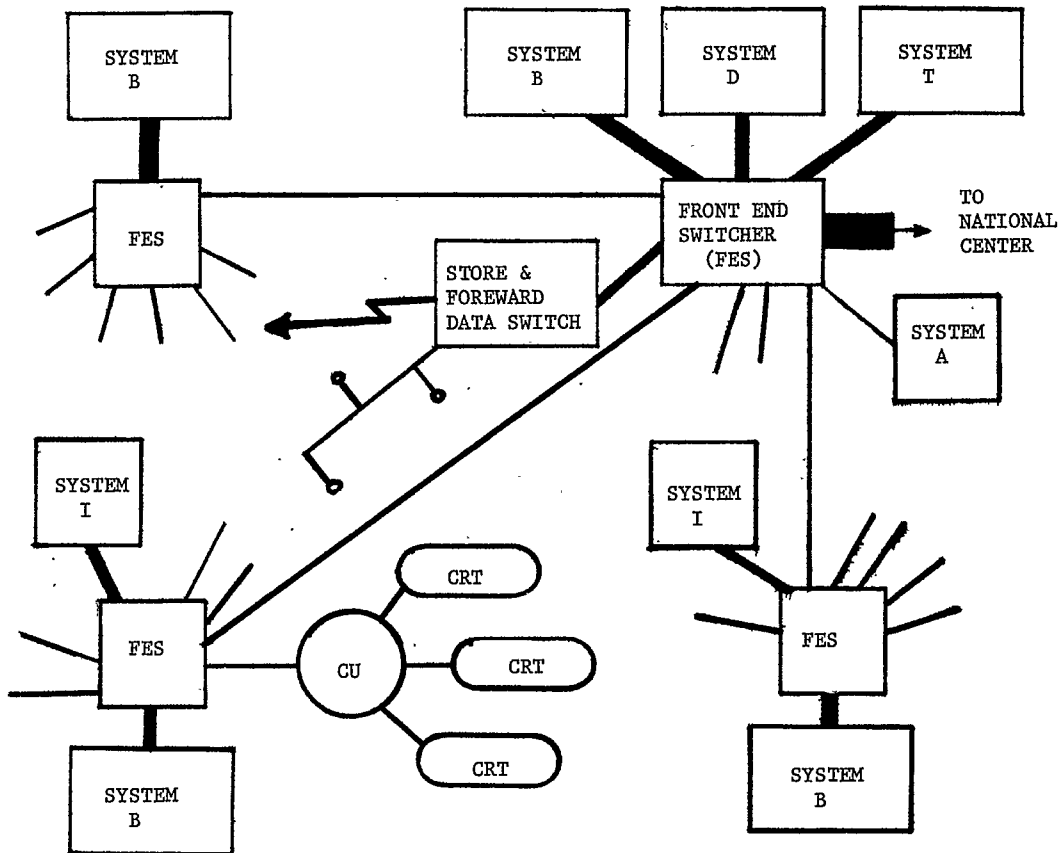 SYSTEM
B
SYSTEM
B
SYSTEM
D
SYSTEM
T
FES
FRONT END
SWITCHER
(FES)
TO
NATIONAL
CENTER
STORE &
FOREWARD
DATA SWITCH
SYSTEM
A
SYSTEM
I
SYSTEM
I
CRT
FES
CU
CRT
FES
CRT
SYSTEM
B
SYSTEM
B